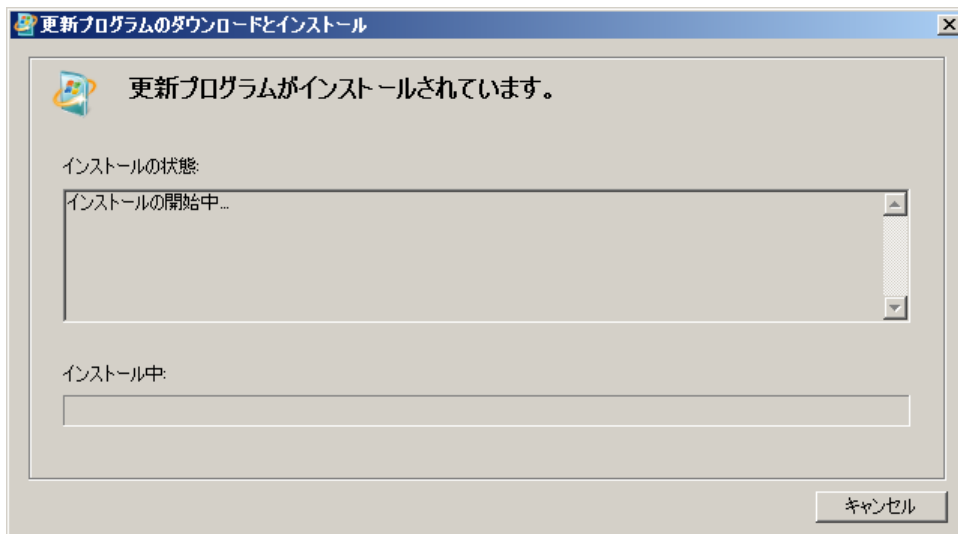 更新プログラムのダウンロードとインストール
更新プログラムがインストールされています。
インストールの状態:
インストールの開始中...
インストール中:
キャンセル